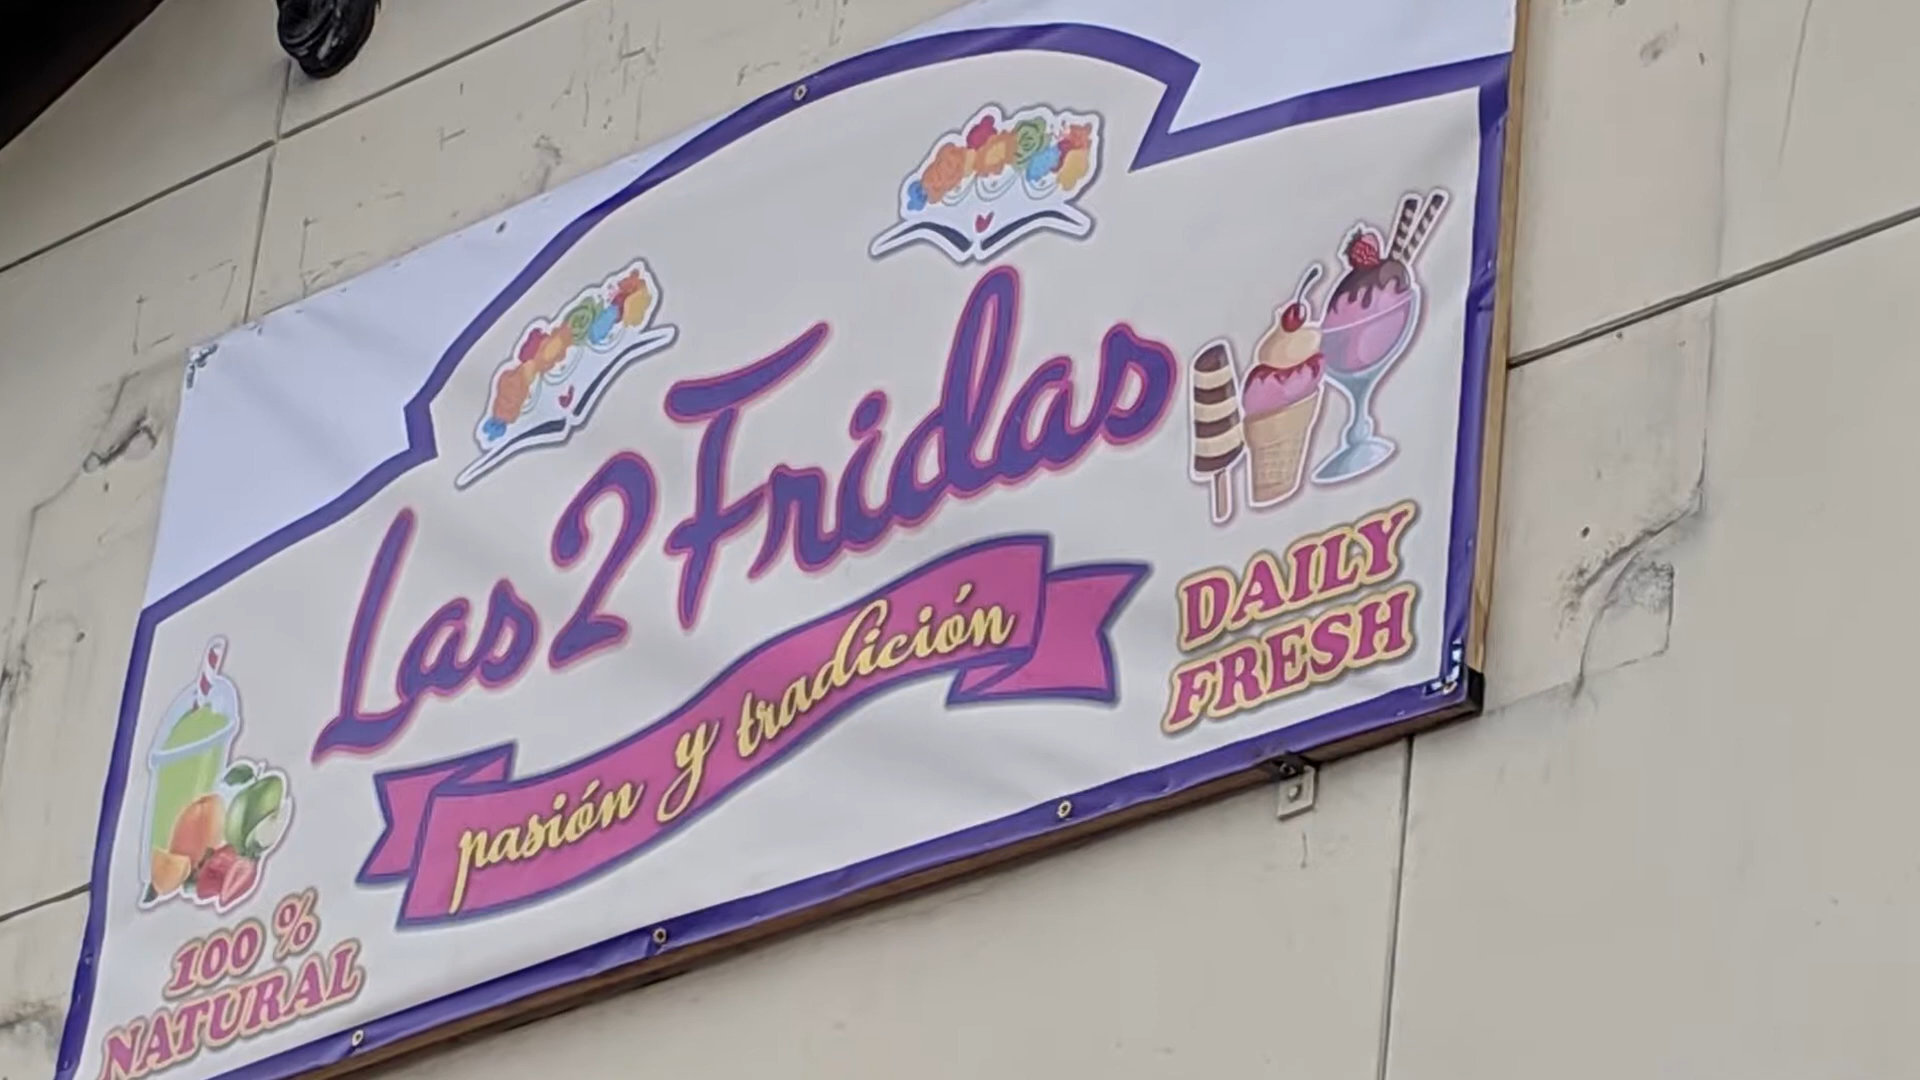 Las 2 Fridas
pasión y tradición
DAILY
FRESH
100 %
NATURAL